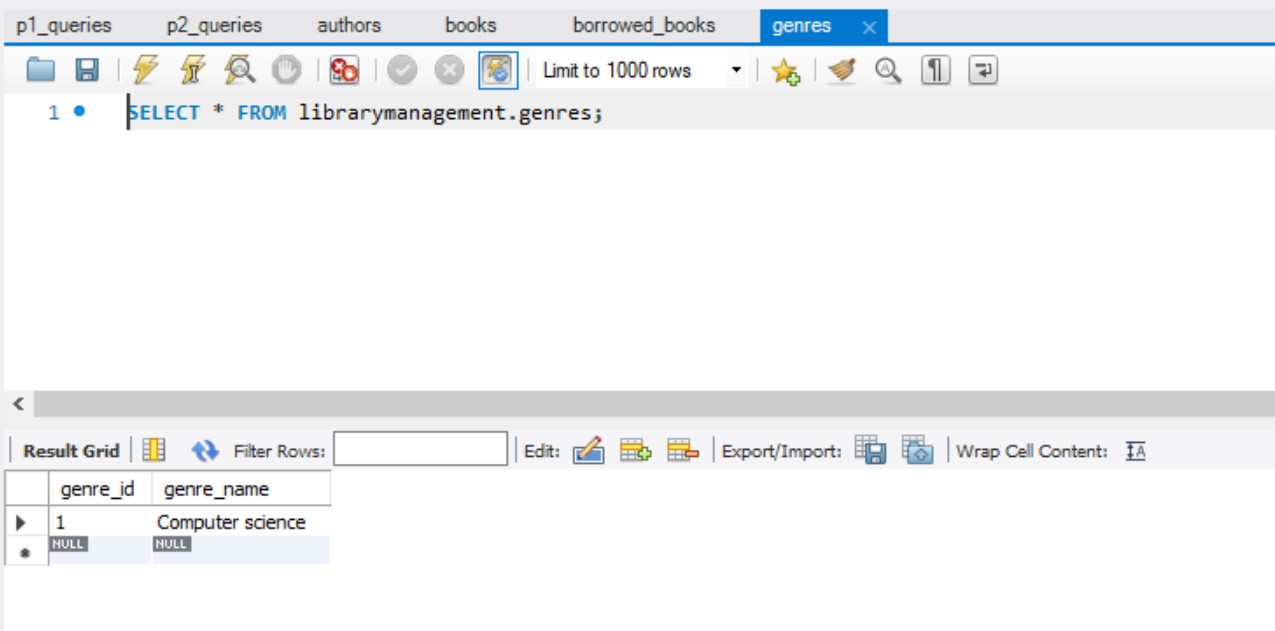 p1_queries p2_queries authors books borrowed_books genres
Limit to 1000 rows
1 SELECT * FROM librarymanagement.genres;
Result Grid Filter Rows: Edit: Export/Import: Wrap Cell Content:
genre_id genre_name
1 Computer science
NULL NULL